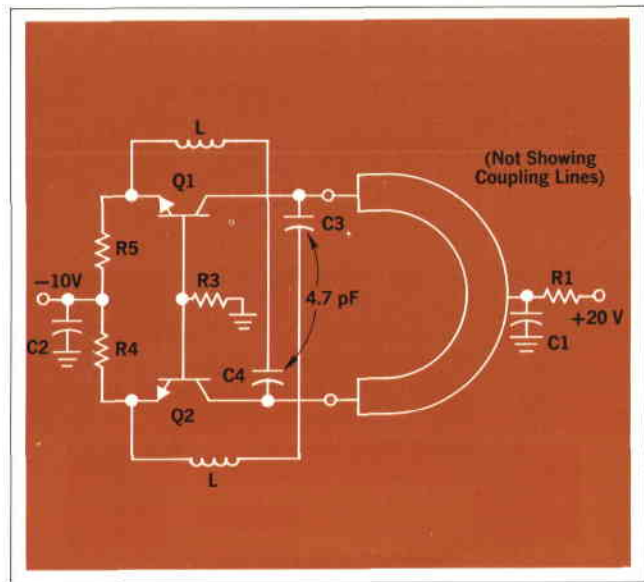 L
(Not Showing
Coupling Lines)
Q1
C3
R5
R1
−10V
R3
4.7 pF
+20 V
C2
R4
C4
C1
Q2
L